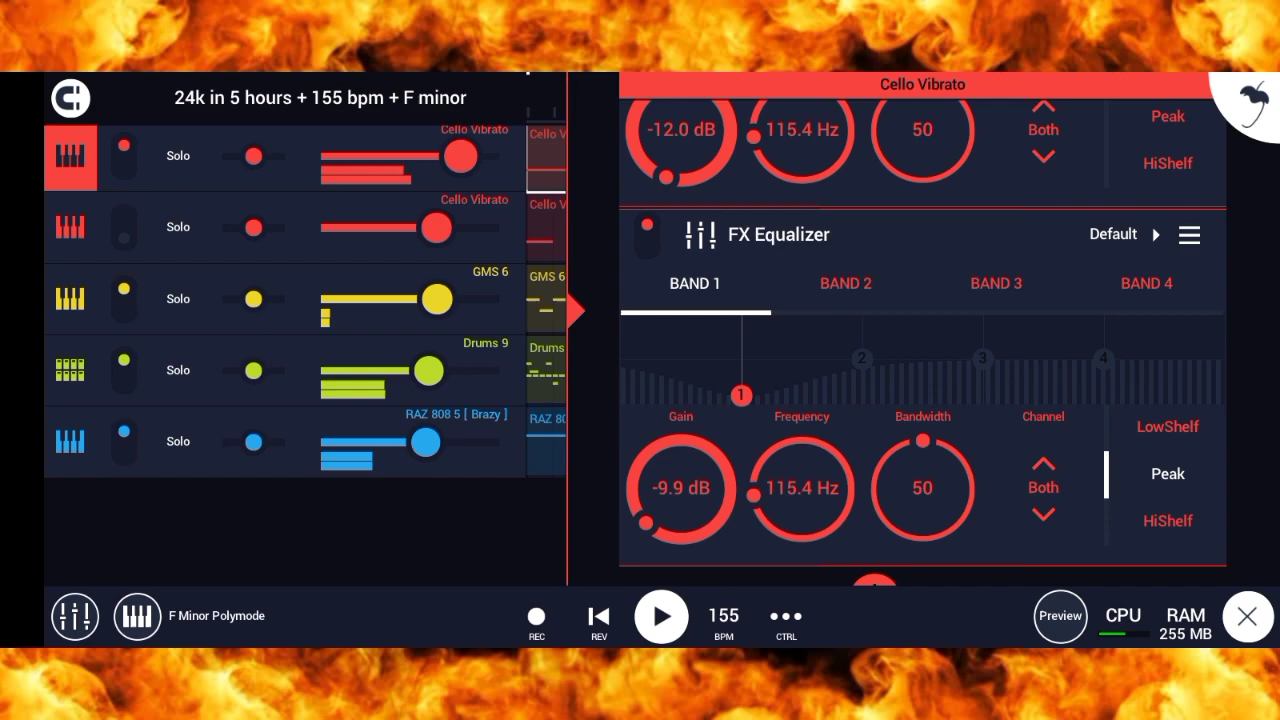 24k in 5 hours + 155 bpm + F minor
Cello Vibrato
Solo
Cello Vibrato
Solo
GMS 6
Solo
Drums 9
Solo
RAZ 808 5 [ Brazy ]
Solo
Cello V
Cello V
GMS 6
Drums
RAZ 80
Cello Vibrato
-12.0 dB
115.4 Hz
50
Both
Peak
HiShelf
FX Equalizer
Default
BAND 1
BAND 2
BAND 3
BAND 4
1
2
3
4
Gain
Frequency
Bandwidth
Channel
-9.9 dB
115.4 Hz
50
Both
LowShelf
Peak
HiShelf
F Minor Polymode
REC
REV
155
BPM
CTRL
Preview
CPU
RAM
255 MB